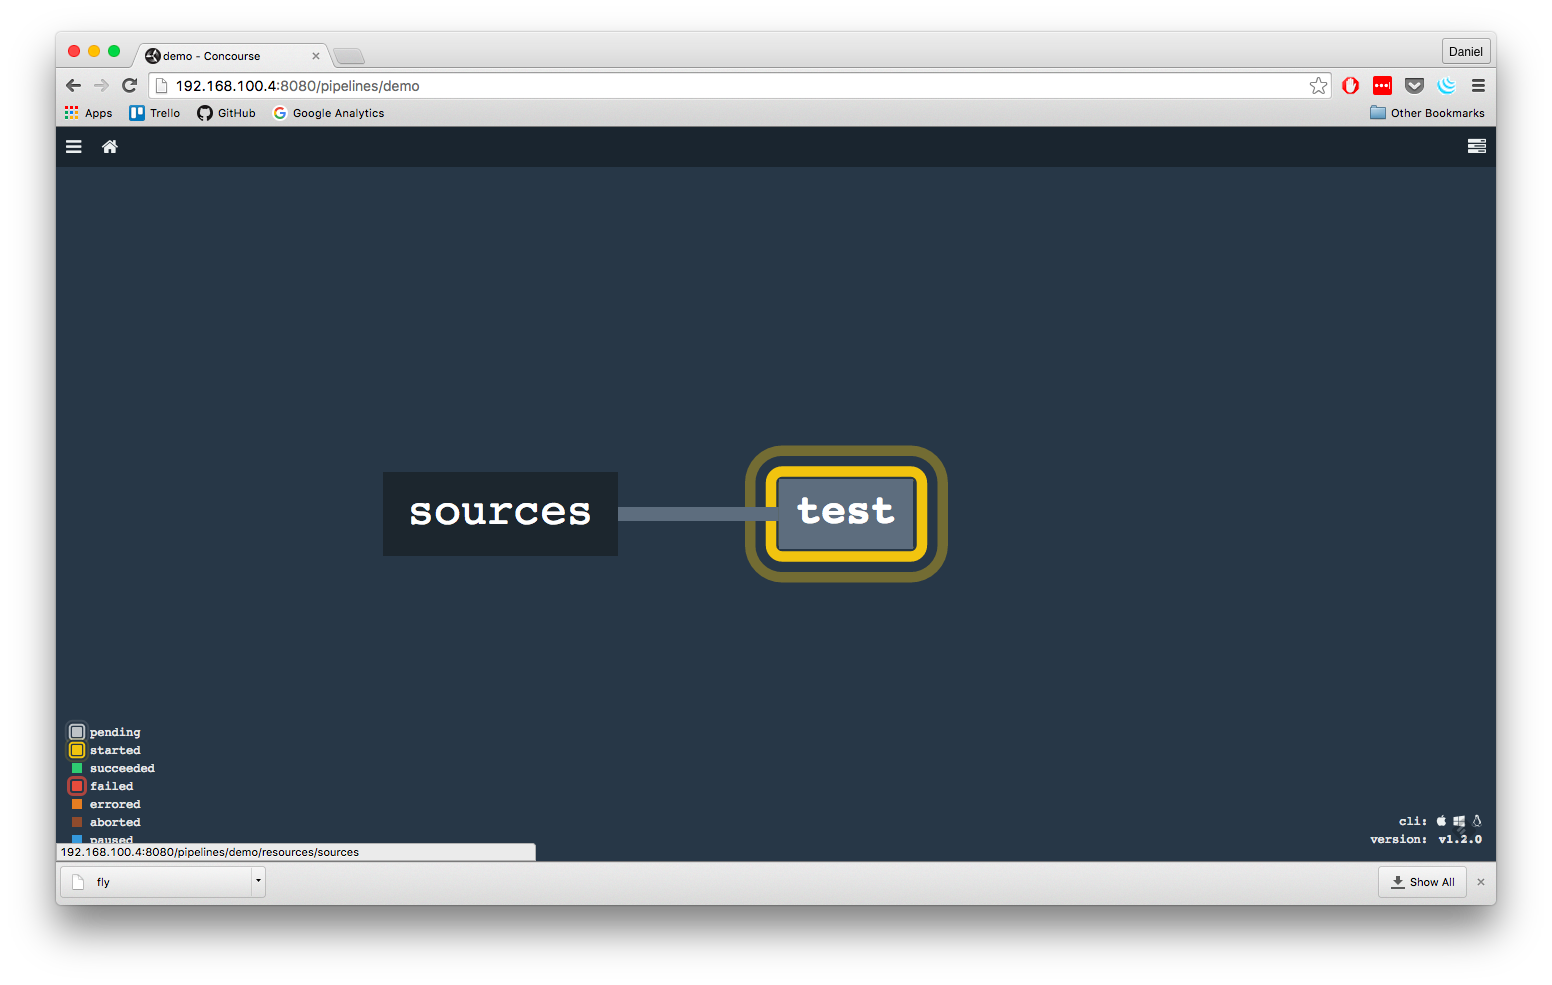 demo - Concourse
Daniel
192.168.100.4:8080/pipelines/demo
Apps Trello GitHub Google Analytics Other Bookmarks
sources test
pending
started
succeeded
failed
errored
aborted
paused
cli:
version: v1.2.0
192.168.100.4:8080/pipelines/demo/resources/sources
fly Show All